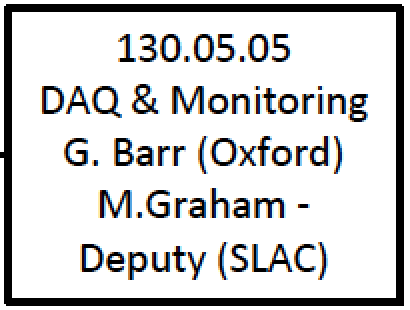 130.05.05
DAQ & Monitoring
G. Barr (Oxford)
M.Graham -
Deputy (SLAC)